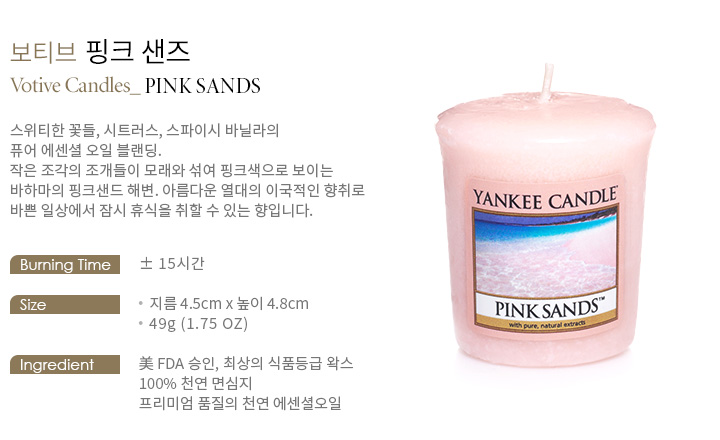 보티브 핑크 샌즈
Votive Candles_ PINK SANDS
스위티한 꽃들, 시트러스, 스파이시 바닐라의
퓨어 에센셜 오일 블랜딩.
작은 조각의 조개들이 모래와 섞여 핑크색으로 보이는
바하마의 핑크샌드 해변. 아름다운 열대의 이국적인 향취로
바쁜 일상에서 잠시 휴식을 취할 수 있는 향입니다.
Burning Time ± 15시간
Size • 지름 4.5cm x 높이 4.8cm
• 49g (1.75 OZ)
Ingredient 美 FDA 승인, 최상의 식품등급 왁스
100% 천연 면심지
프리미엄 품질의 천연 에센셜오일
YANKEE CANDLE®
PINK SANDS™
with pure, natural extracts